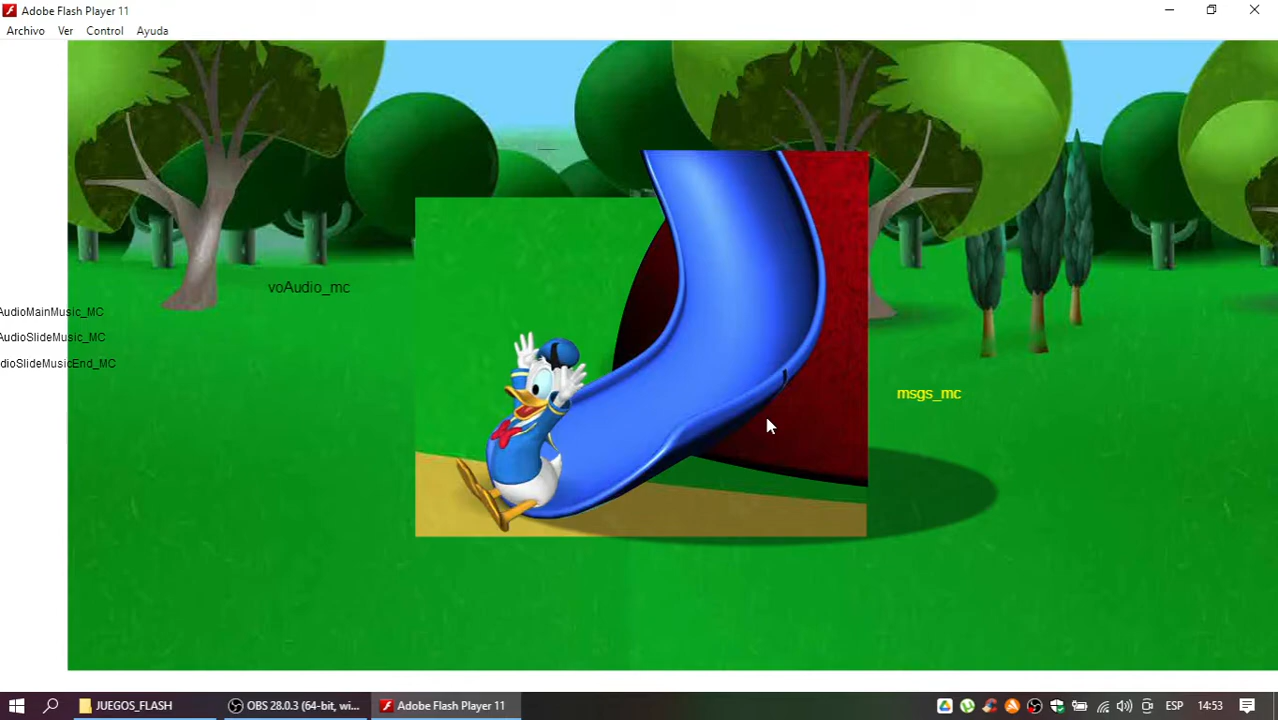 Adobe Flash Player 11
Archivo Ver Control Ayuda
voAudio_mc
AudioMainMusic_MC
AudioSlideMusic_MC
dioSlideMusicEnd_MC
msgs_mc
JUEGOS_FLASH
OBS 28.0.3 (64-bit, wi...
Adobe Flash Player 11
ESP
14:53